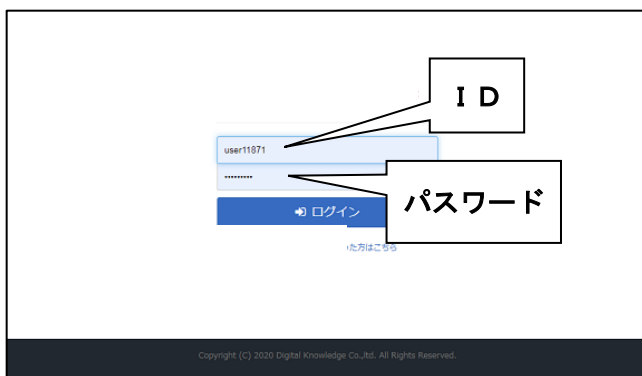 ＩＤ
user11871
·········
パスワード
ログイン
た方はこちら
Copyright (C) 2020 Digital Knowledge Co.,ltd. All Rights Reserved.